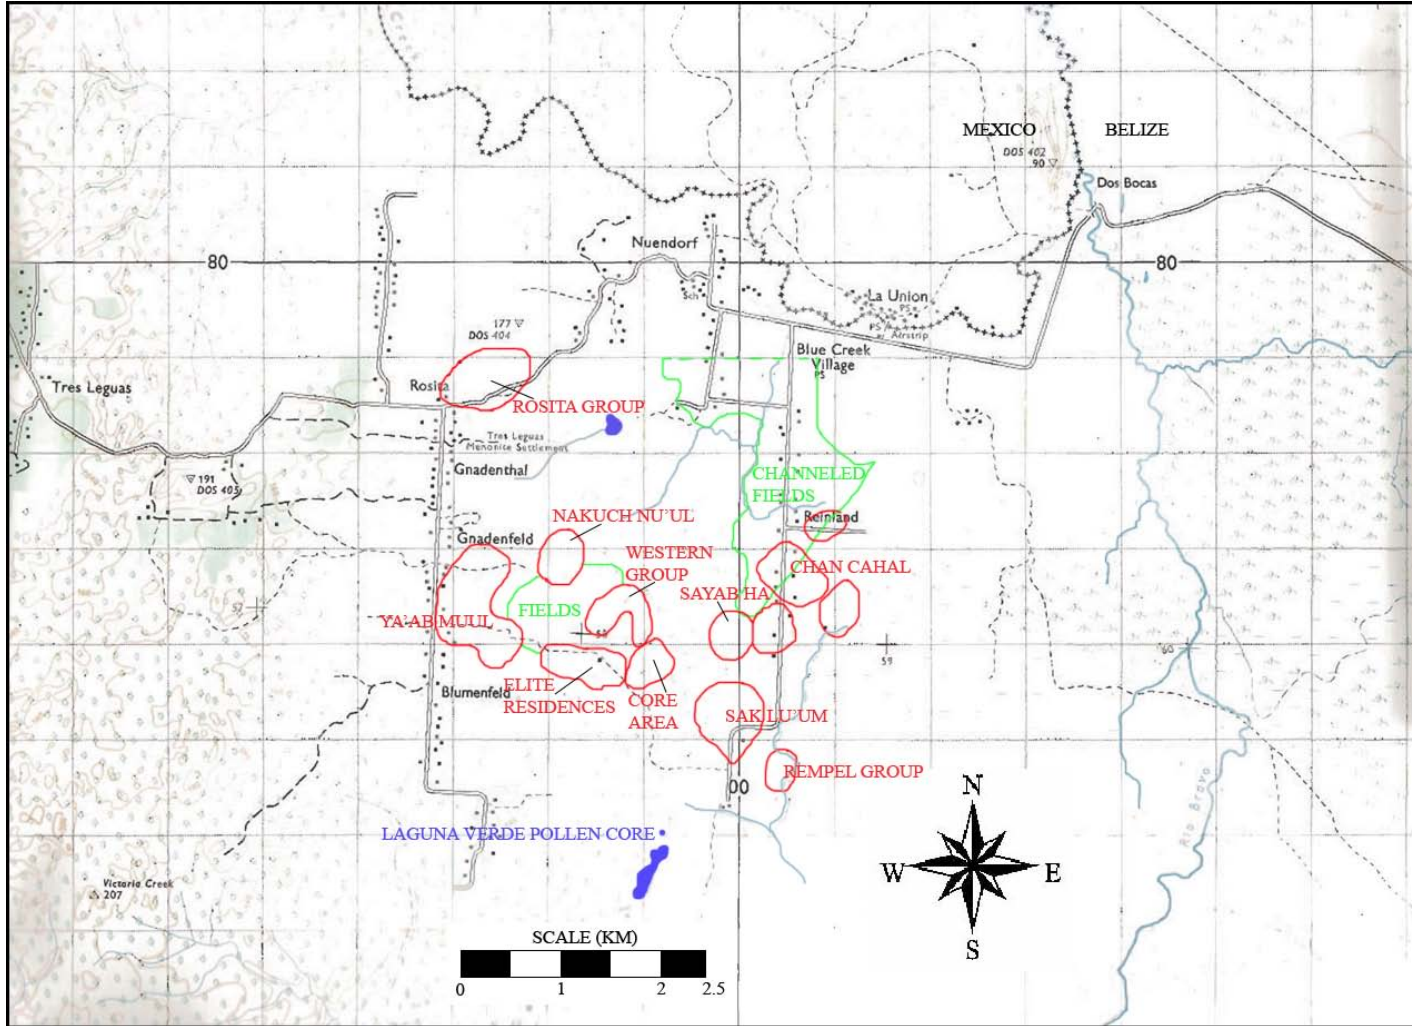 MEXICO
BELIZE
DOS 402
90
Dos Bocas
Nuendorf
80
80
Sch
La Union
PS
177
DOS 404
PS
Airstrip
Blue Creek
Village
PS
Tres Leguas
Rosita
ROSITA GROUP
Tres Leguas
Menonite Settlement
Gnadenthal
CHANNELED
FIELDS
191
DOS 405
NAKUCH NU'UL
Reinland
Gnadenfeld
WESTERN
GROUP
CHAN CAHAL
SAYAB HA
FIELDS
YA'AB MUUL
59
60
ELITE
RESIDENCES
Blumenfeld
CORE
AREA
SAK LU'UM
REMPEL GROUP
00
N
Rio Bravo
LAGUNA VERDE POLLEN CORE
W
E
Victoria Creek
207
S
SCALE (KM)
0 1 2 2.5